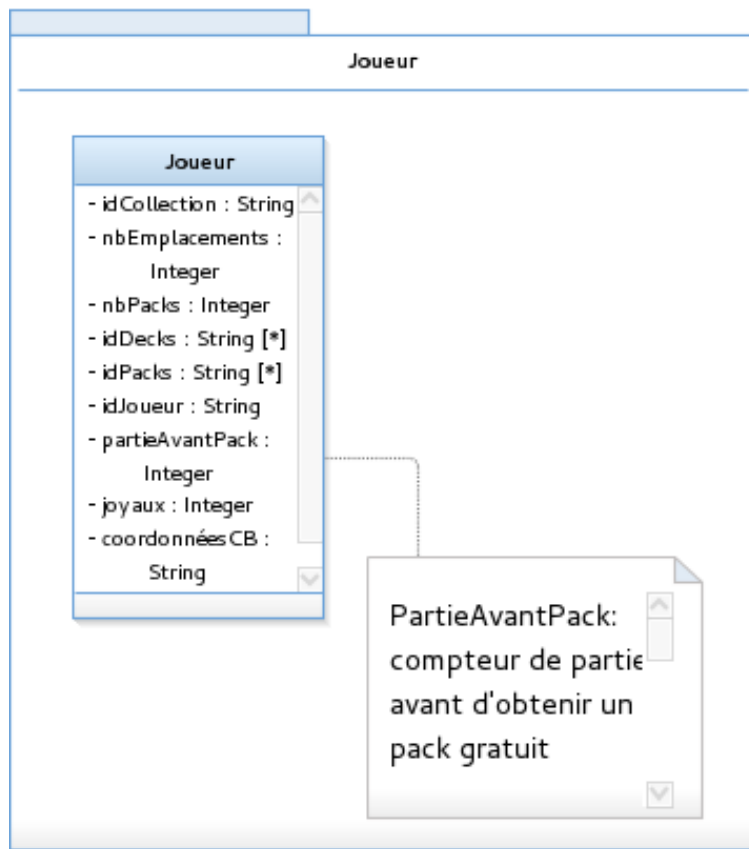 Joueur
Joueur
- idCollection : String
- nbEmplacements :
Integer
- nbPacks : Integer
- idDecks : String [*]
- idPacks : String [*]
- idJoueur : String
- partieAvantPack :
Integer
- joyaux : Integer
- coordonnéesCB :
String
PartieAvantPack:
compteur de partie
avant d'obtenir un
pack gratuit